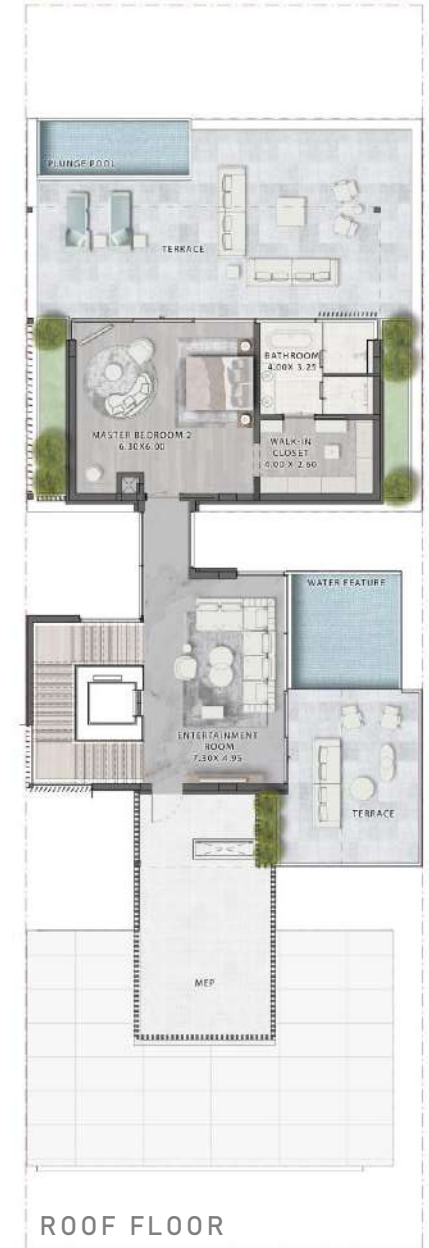 PLUNGE POOL
TERRACE
BATHROOM
4.00X 3.25
MASTER BEDROOM 2
6.30X6.00
WALK-IN
CLOSET
4.00 X 2.60
WATER FEATURE
ENTERTAINMENT
ROOM
7.30X 4.95
TERRACE
MEP
ROOF FLOOR